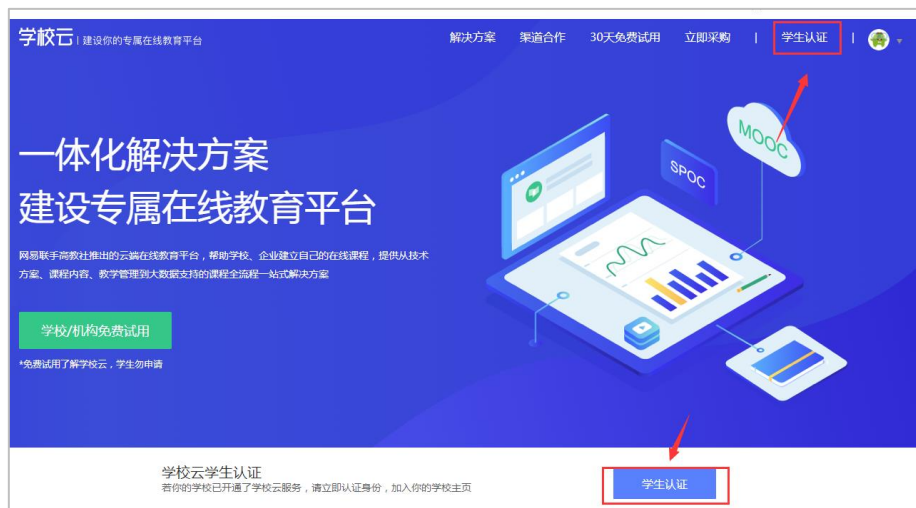 学校云 | 建设你的专属在线教育平台
解决方案 渠道合作 30天免费试用 立即采购 | 学生认证 |
一体化解决方案
建设专属在线教育平台
网易联手高教社推出的云端在线教育平台，帮助学校、企业建立自己的在线课程，提供从技术
方案、课程内容、教学管理到大数据支持的课程全流程一站式解决方案
学校/机构免费试用
*免费试用了解学校云，学生勿申请
MOOC
SPOC
学校云学生认证
若你的学校已开通了学校云服务，请立即认证身份，加入你的学校主页
学生认证